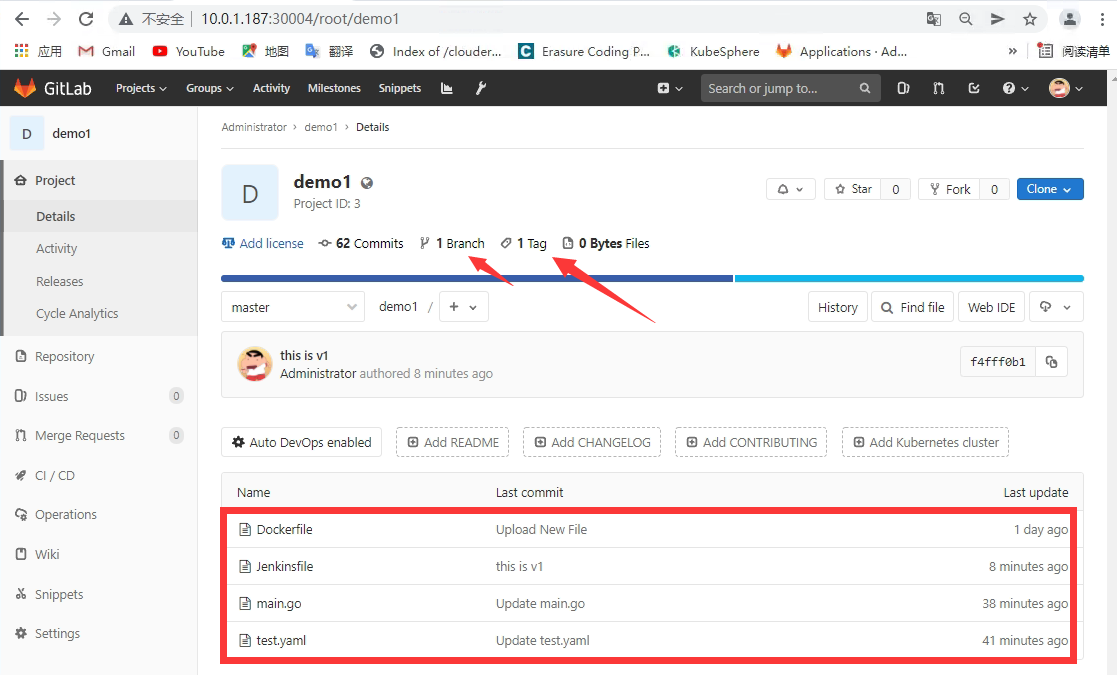 不安全 10.0.1.187:30004/root/demo1
应用 Gmail YouTube 地图 翻译 Index of /clouder... Erasure Coding P... KubeSphere Applications · Ad... » 阅读清单
GitLab Projects Groups Activity Milestones Snippets Search or jump to...
D demo1
Administrator › demo1 › Details
Project
Details
Activity
Releases
Cycle Analytics
Repository
Issues 0
Merge Requests 0
CI / CD
Operations
Wiki
Snippets
Settings
D
demo1
Project ID: 3
Star 0 Fork 0 Clone
Add license 62 Commits 1 Branch 1 Tag 0 Bytes Files
master demo1 / + History Find file Web IDE
this is v1
Administrator authored 8 minutes ago
f4fff0b1
Auto DevOps enabled Add README Add CHANGELOG Add CONTRIBUTING Add Kubernetes cluster
Name Last commit Last update
Dockerfile Upload New File 1 day ago
Jenkinsfile this is v1 8 minutes ago
main.go Update main.go 38 minutes ago
test.yaml Update test.yaml 41 minutes ago